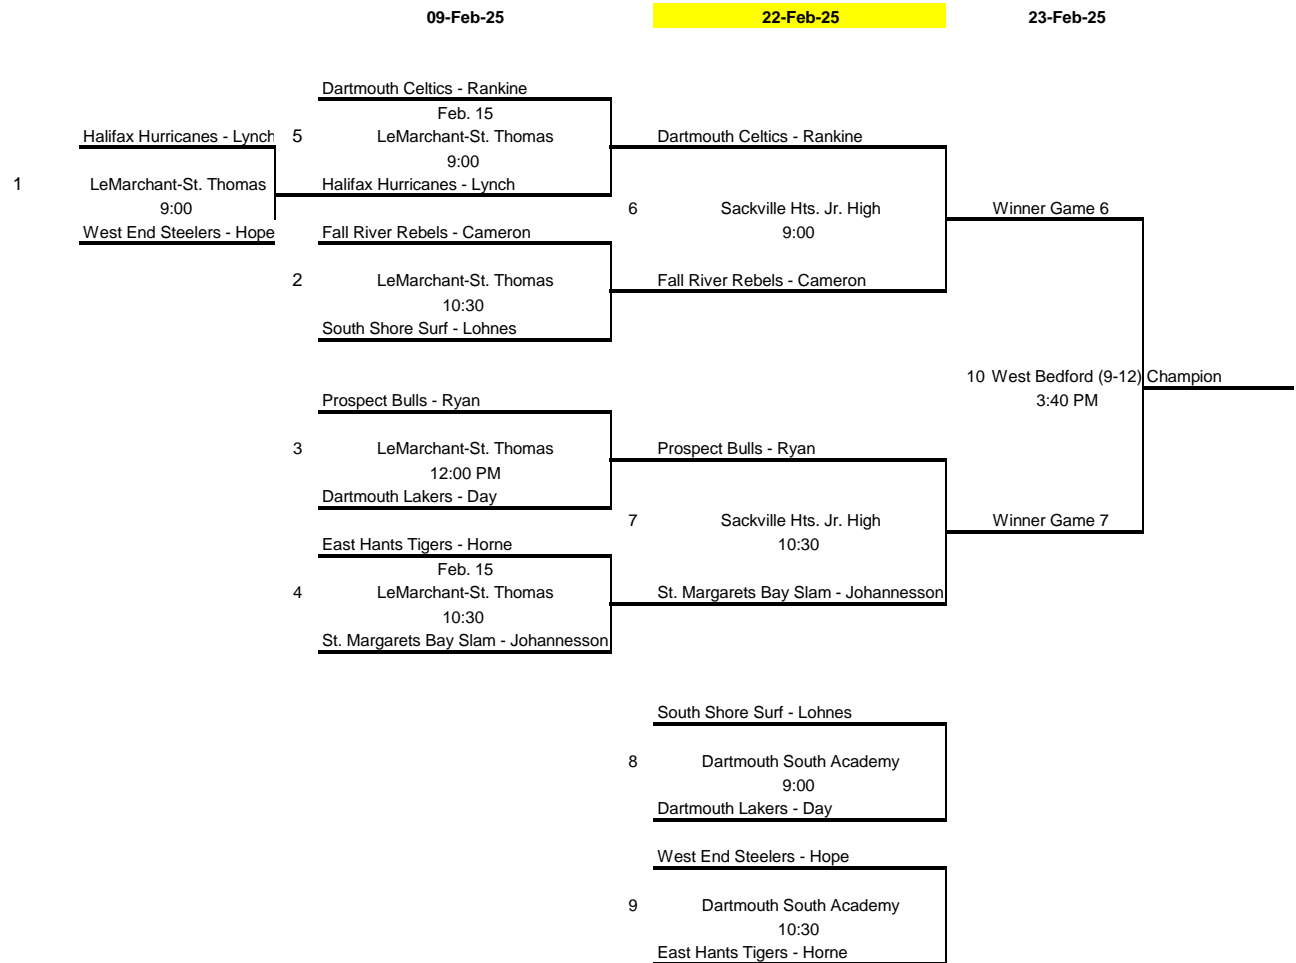 09-Feb-25 22-Feb-25 23-Feb-25
Dartmouth Celtics - Rankine
Feb. 15
Halifax Hurricanes - Lynch 5 LeMarchant-St. Thomas Dartmouth Celtics - Rankine
9:00
1 LeMarchant-St. Thomas Halifax Hurricanes - Lynch
9:00 6 Sackville Hts. Jr. High Winner Game 6
West End Steelers - Hope Fall River Rebels - Cameron 9:00
2 LeMarchant-St. Thomas Fall River Rebels - Cameron
10:30
South Shore Surf - Lohnes
10 West Bedford (9-12) Champion
Prospect Bulls - Ryan 3:40 PM
3 LeMarchant-St. Thomas Prospect Bulls - Ryan
12:00 PM
Dartmouth Lakers - Day
7 Sackville Hts. Jr. High Winner Game 7
East Hants Tigers - Horne 10:30
Feb. 15
4 LeMarchant-St. Thomas St. Margarets Bay Slam - Johannesson
10:30
St. Margarets Bay Slam - Johannesson
South Shore Surf - Lohnes
8 Dartmouth South Academy
9:00
Dartmouth Lakers - Day
West End Steelers - Hope
9 Dartmouth South Academy
10:30
East Hants Tigers - Horne